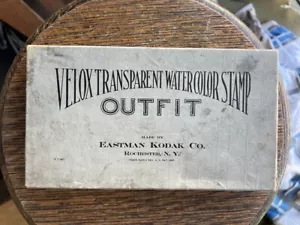 VELOX TRANSPARENT WATER COLOR STAMP
OUTFIT
MADE BY
EASTMAN KODAK CO.
ROCHESTER, N. Y.